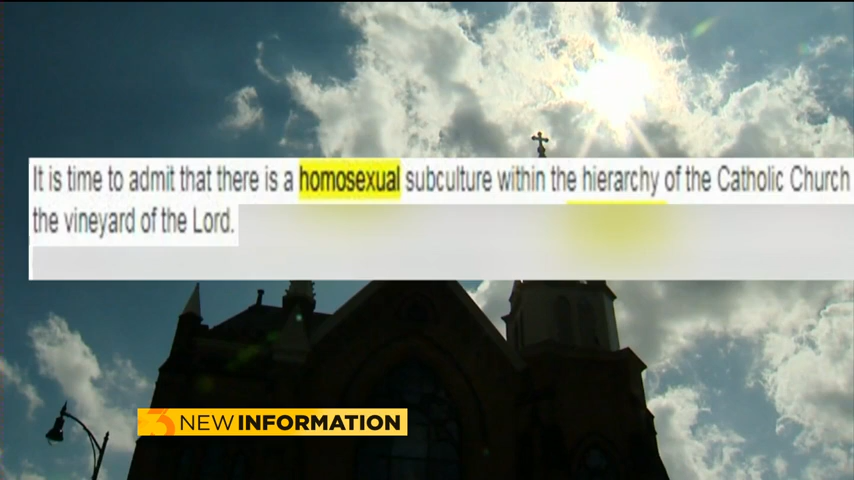 It is time to admit that there is a homosexual subculture within the hierarchy of the Catholic Church
the vineyard of the Lord.
3 NEW INFORMATION